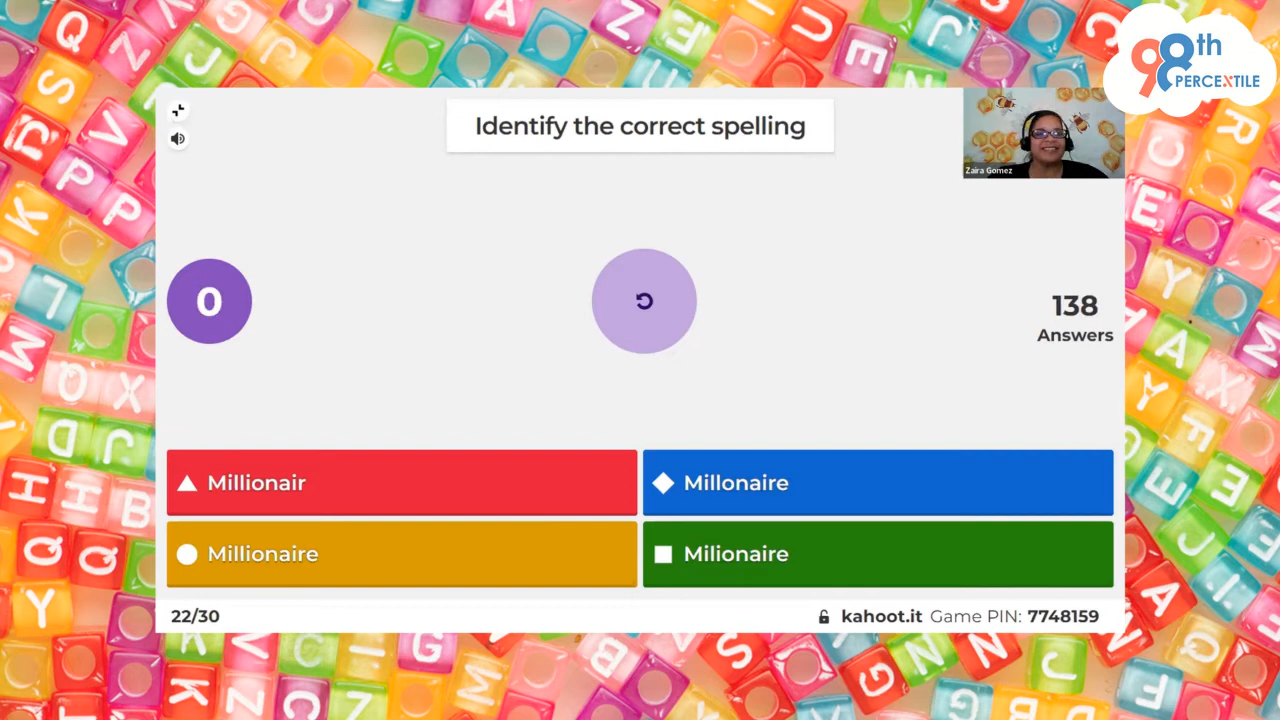 98th
PERCEXTILE
Identify the correct spelling
Zaira Gomez
0
138
Answers
Millionair
Millonaire
Millionaire
Milionaire
22/30
kahoot.it Game PIN: 7748159